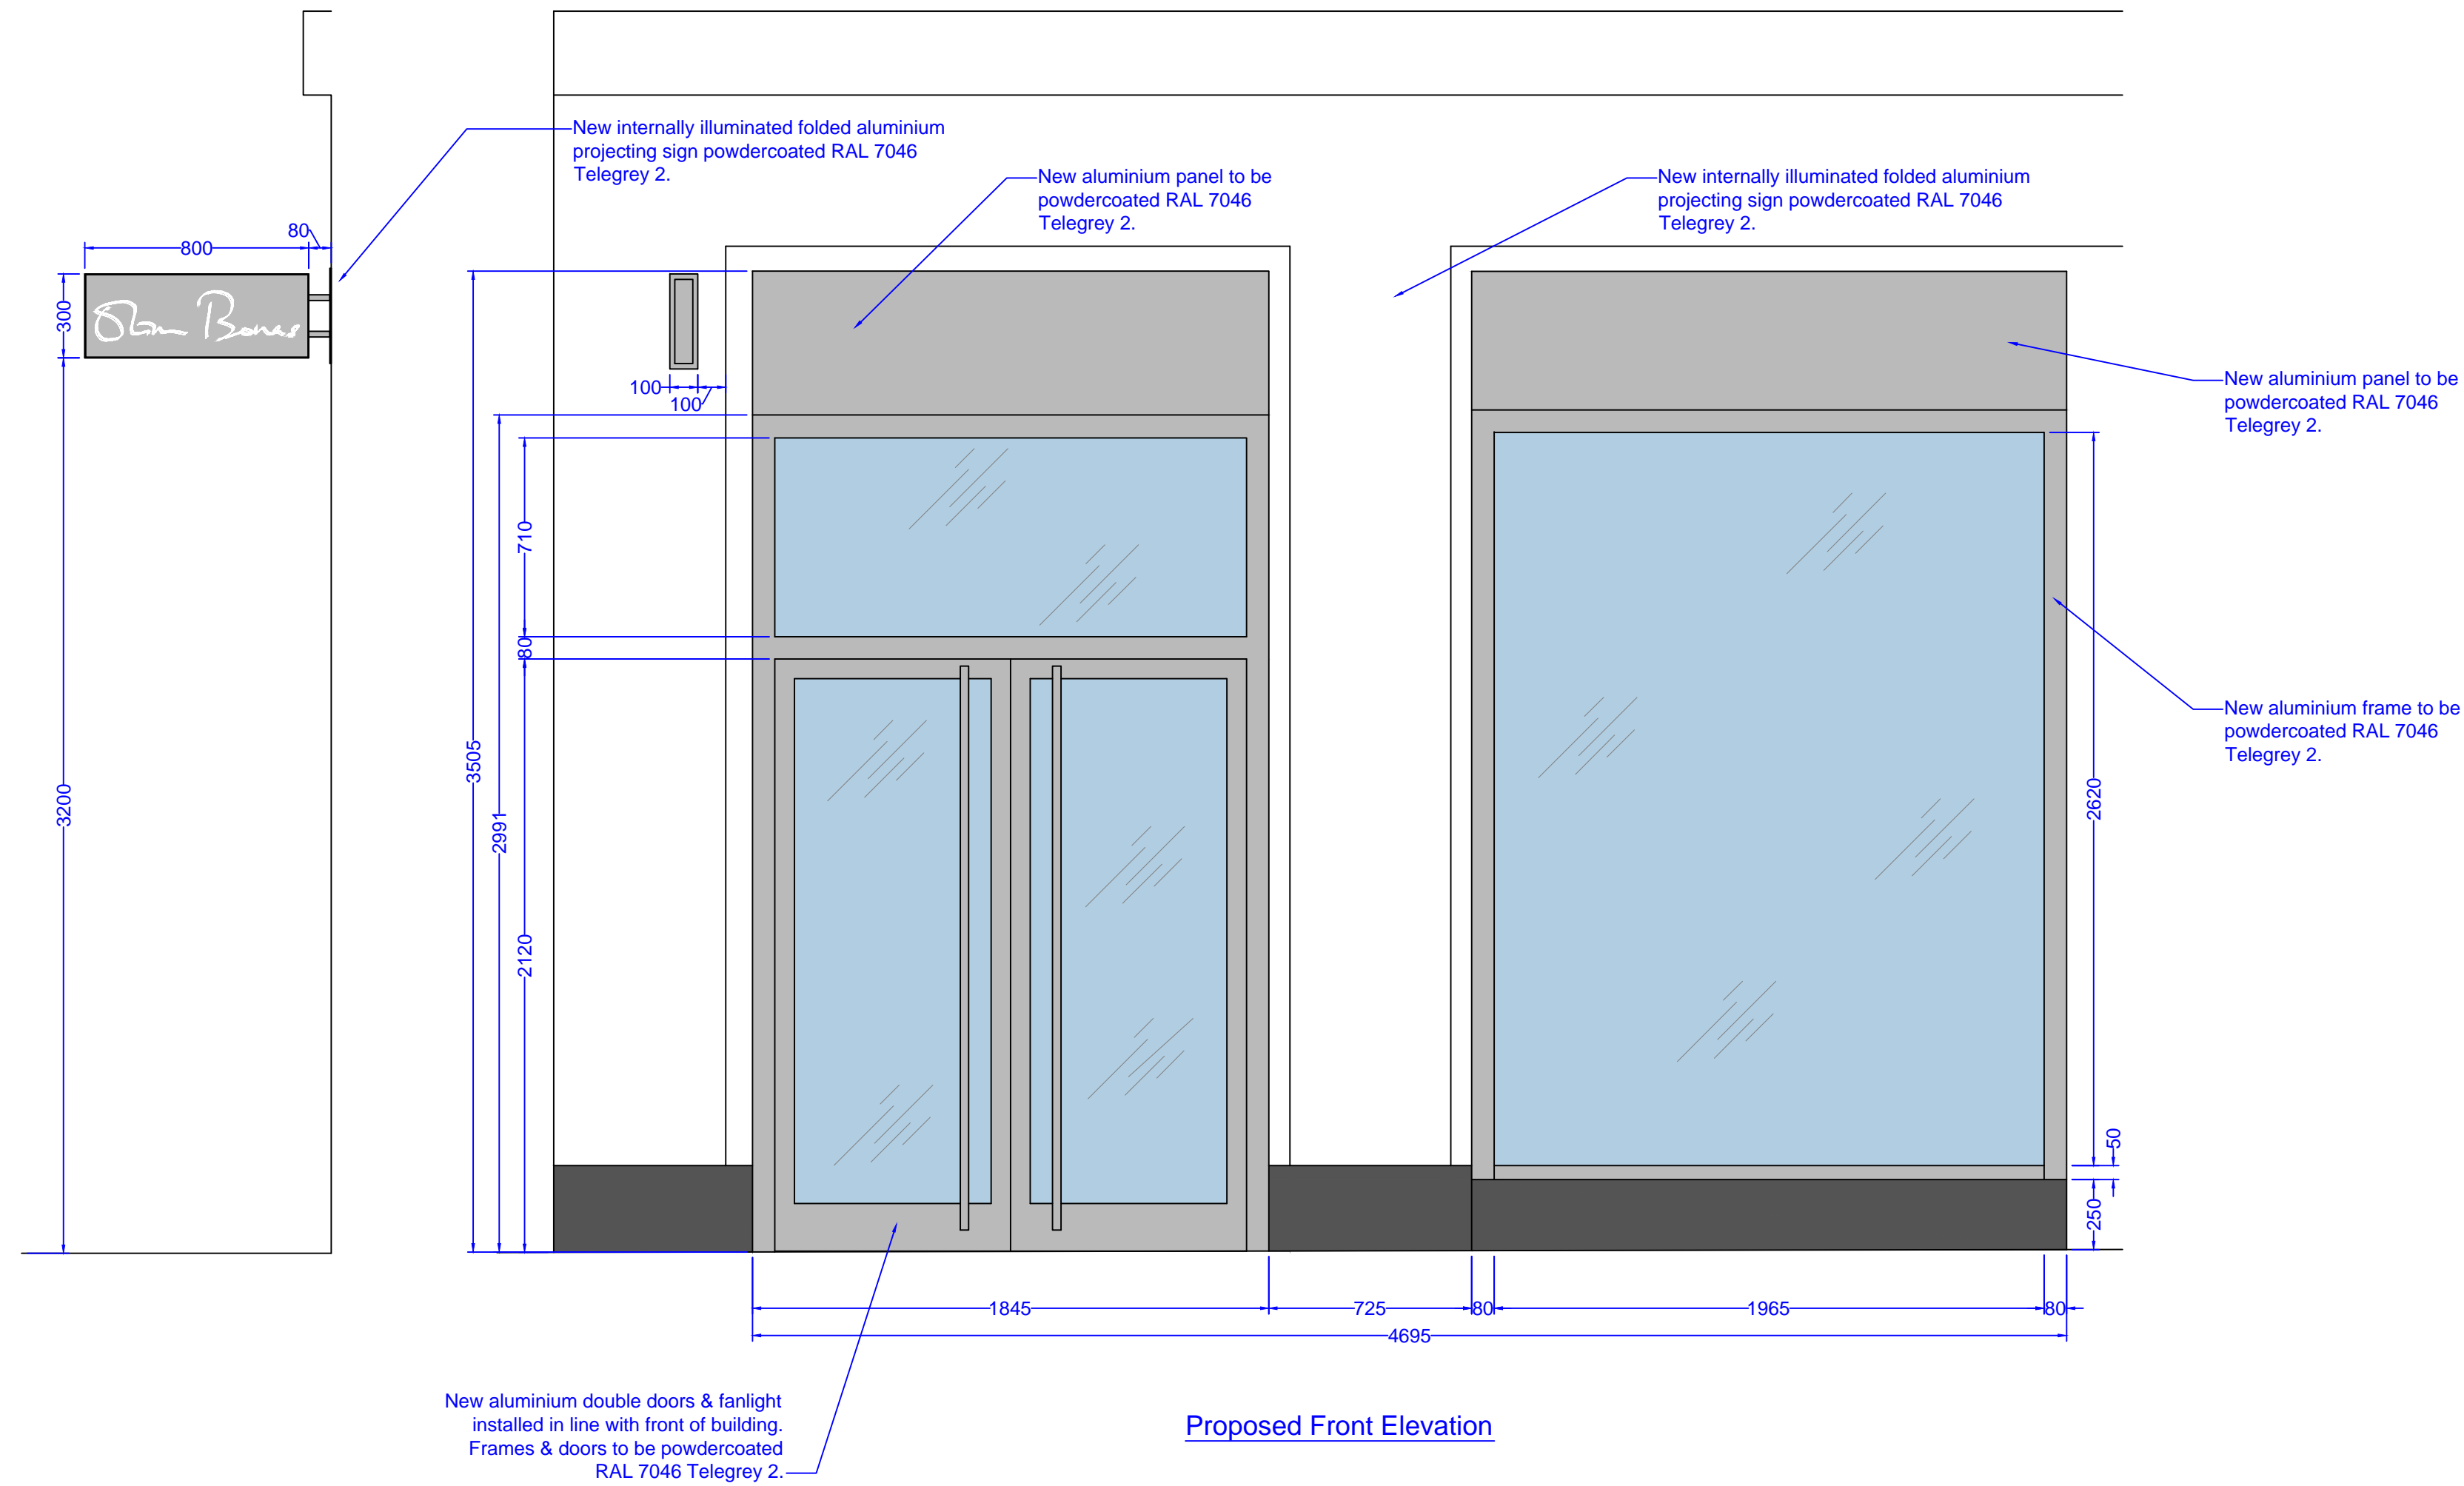 New internally illuminated folded aluminium
projecting sign powdercoated RAL 7046
Telegrey 2.
New aluminium panel to be
powdercoated RAL 7046
Telegrey 2.
New internally illuminated folded aluminium
projecting sign powdercoated RAL 7046
Telegrey 2.
800
80
300
100
100
New aluminium panel to be
powdercoated RAL 7046
Telegrey 2.
710
80
New aluminium frame to be
powdercoated RAL 7046
Telegrey 2.
3505
3200
2991
2620
2120
50
250
1845
725
80
1965
80
4695
New aluminium double doors & fanlight
installed in line with front of building.
Frames & doors to be powdercoated
RAL 7046 Telegrey 2.
Proposed Front Elevation